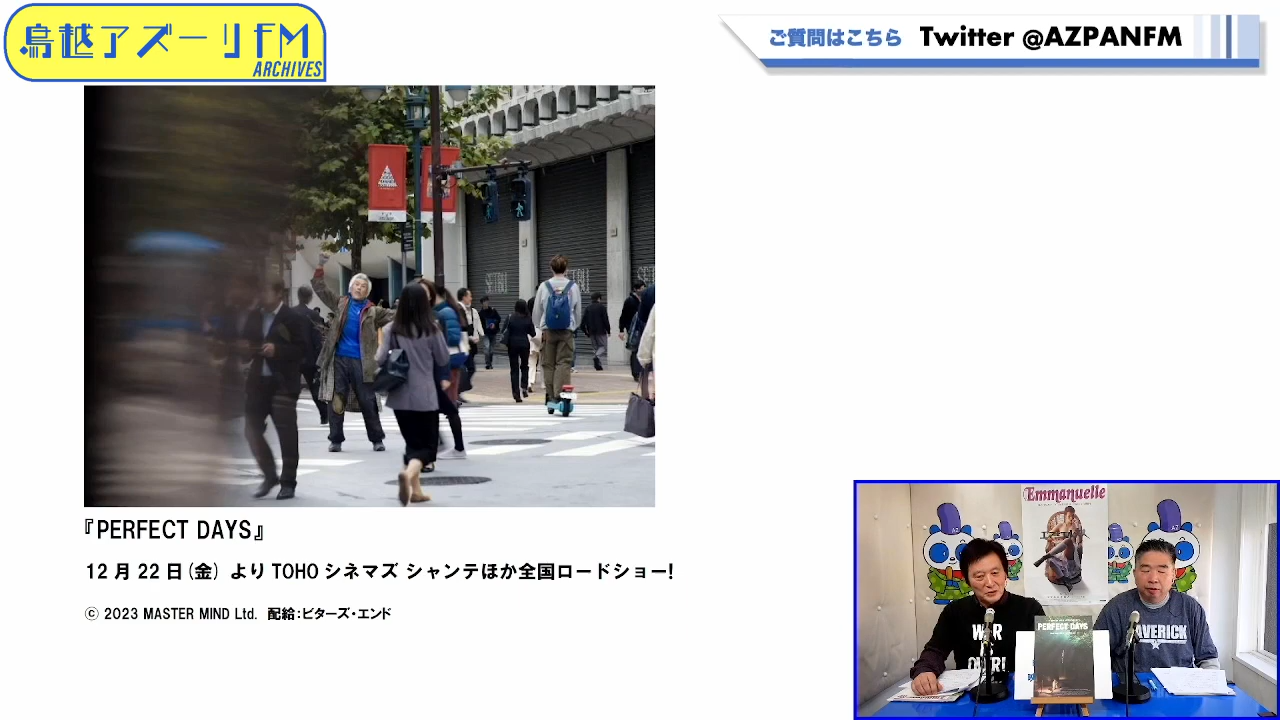 鳥越アズーリFM
ARCHIVES
ご質問はこちら Twitter @AZPANFM
『PERFECT DAYS』
12月22日(金) よりTOHOシネマズ シャンテほか全国ロードショー!
© 2023 MASTER MIND Ltd. 配給:ビターズ・エンド
Emmanuelle
PERFECT DAYS
WAR
OVER!
MAVERICK